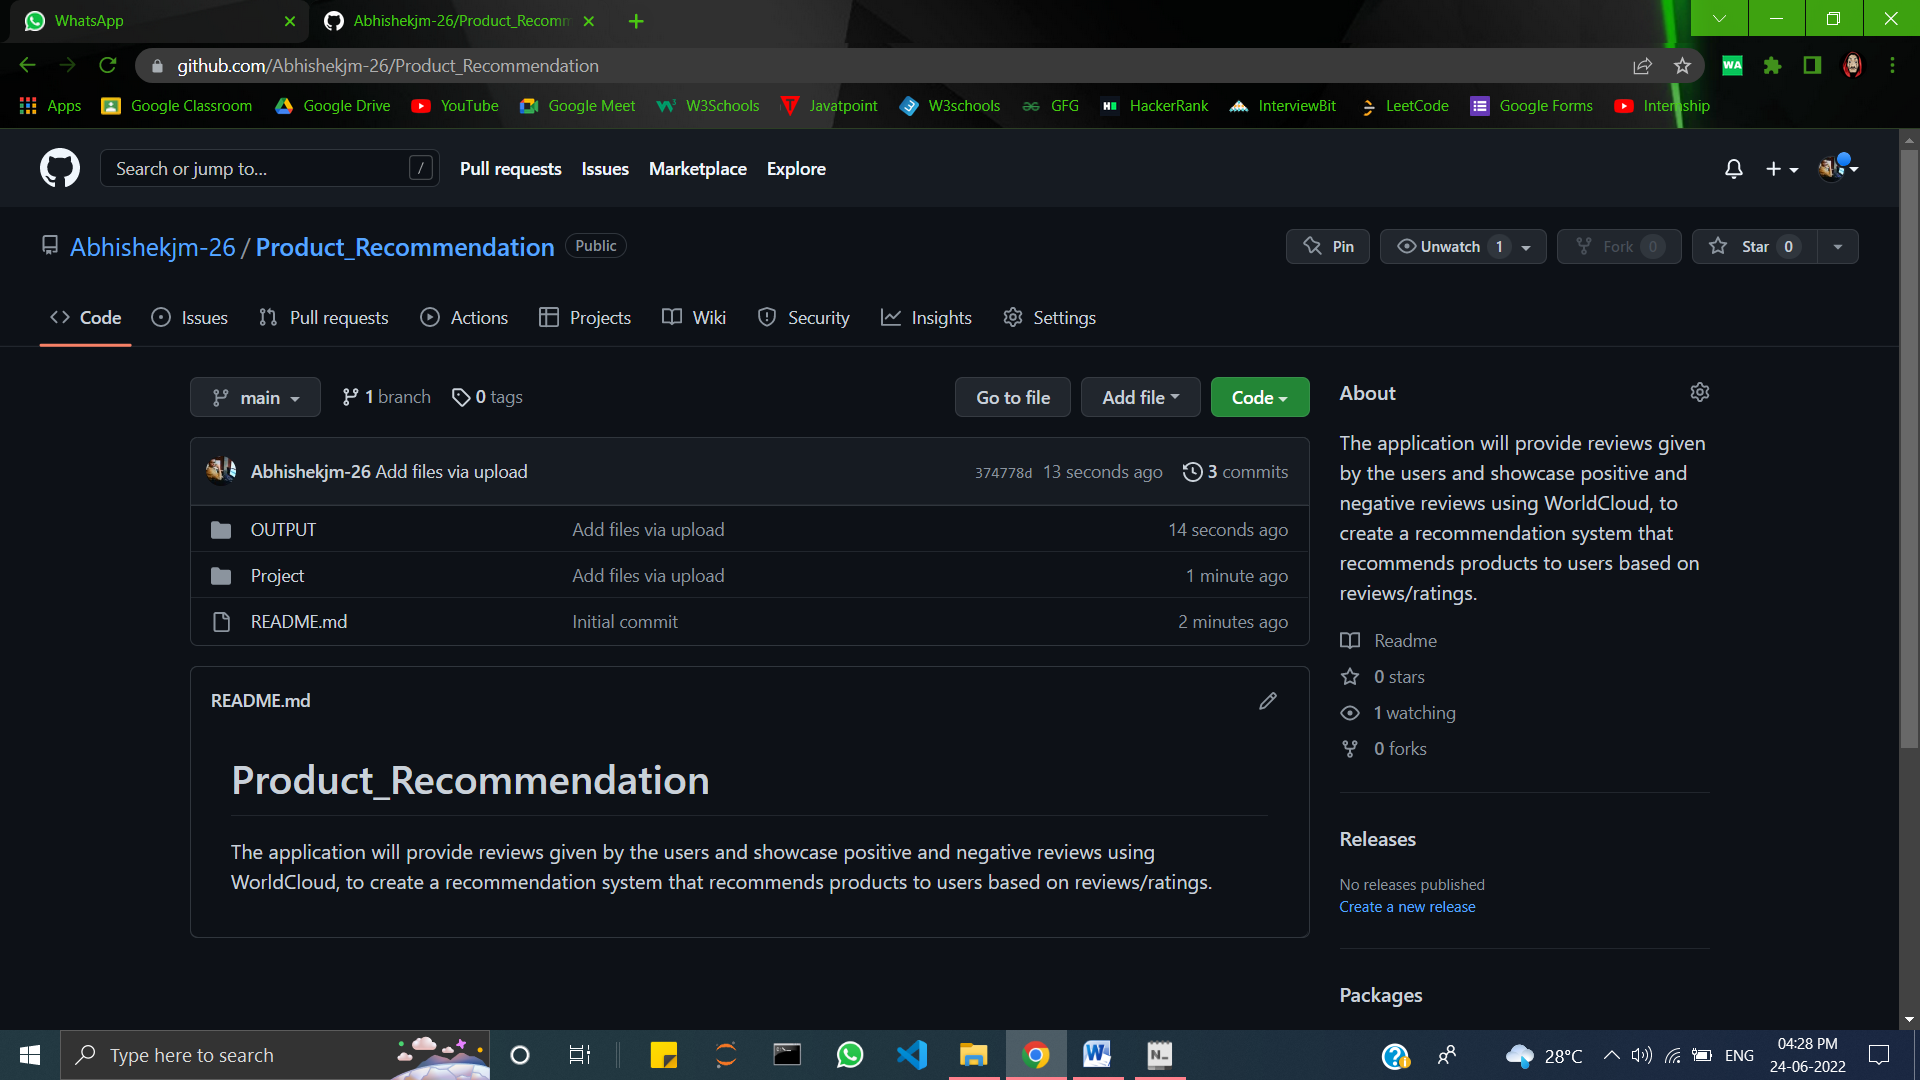 WhatsApp
Abhishekjm-26/Product_Recomm
github.com/Abhishekjm-26/Product_Recommendation
WA
Apps Google Classroom Google Drive YouTube Google Meet W3Schools Javatpoint W3schools GFG HackerRank InterviewBit LeetCode Google Forms Internship
Search or jump to... / Pull requests Issues Marketplace Explore
Abhishekjm-26 / Product_Recommendation Public Pin Unwatch 1 Fork 0 Star 0
Code Issues Pull requests Actions Projects Wiki Security Insights Settings
main 1 branch 0 tags Go to file Add file Code
Abhishekjm-26 Add files via upload 374778d 13 seconds ago 3 commits
OUTPUT Add files via upload 14 seconds ago
Project Add files via upload 1 minute ago
README.md Initial commit 2 minutes ago
README.md
Product_Recommendation
The application will provide reviews given by the users and showcase positive and negative reviews using
WorldCloud, to create a recommendation system that recommends products to users based on reviews/ratings.
About
The application will provide reviews given
by the users and showcase positive and
negative reviews using WorldCloud, to
create a recommendation system that
recommends products to users based on
reviews/ratings.
Readme
0 stars
1 watching
0 forks
Releases
No releases published
Create a new release
Packages
Type here to search
28°C ENG
04:28 PM
24-06-2022